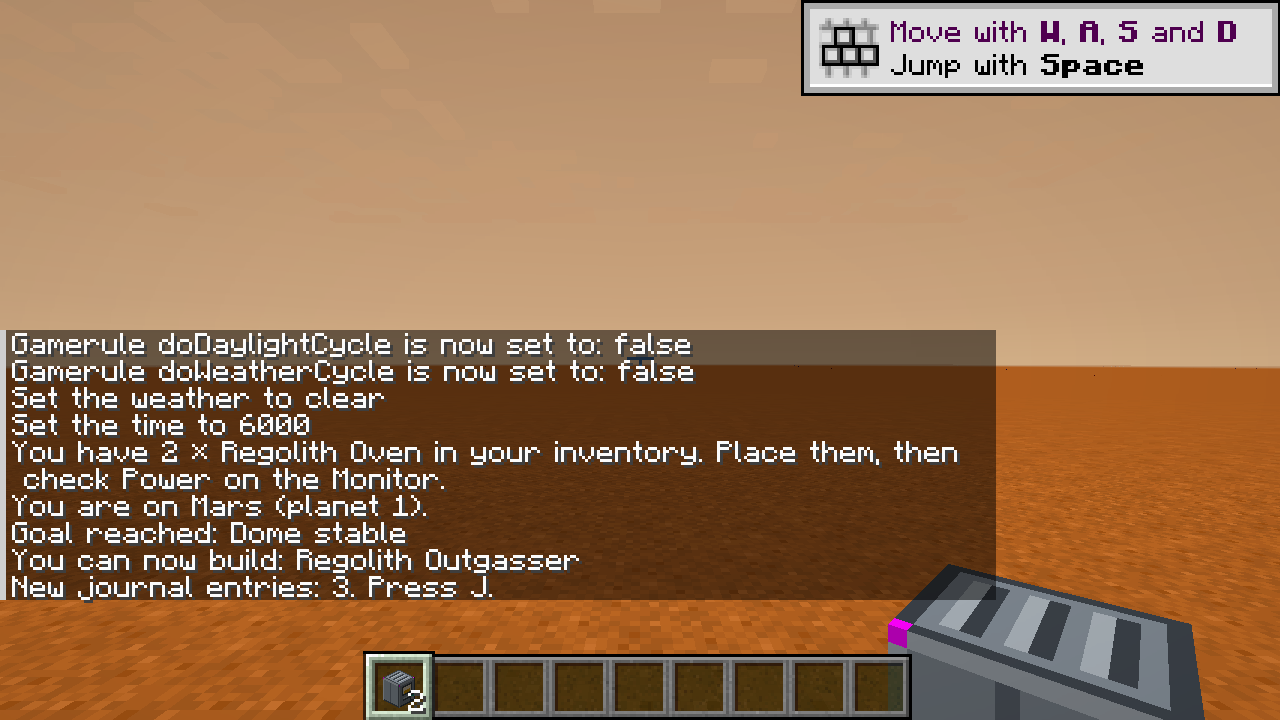 Move with W, A, S and D
Jump with Space
Gamerule doDaylightCycle is now set to: false
Gamerule doWeatherCycle is now set to: false
Set the weather to clear
Set the time to 6000
You have 2 × Regolith Oven in your inventory. Place them, then
check Power on the Monitor.
You are on Mars (planet 1).
Goal reached: Dome stable
You can now build: Regolith Outgasser
New journal entries: 3. Press J.
2